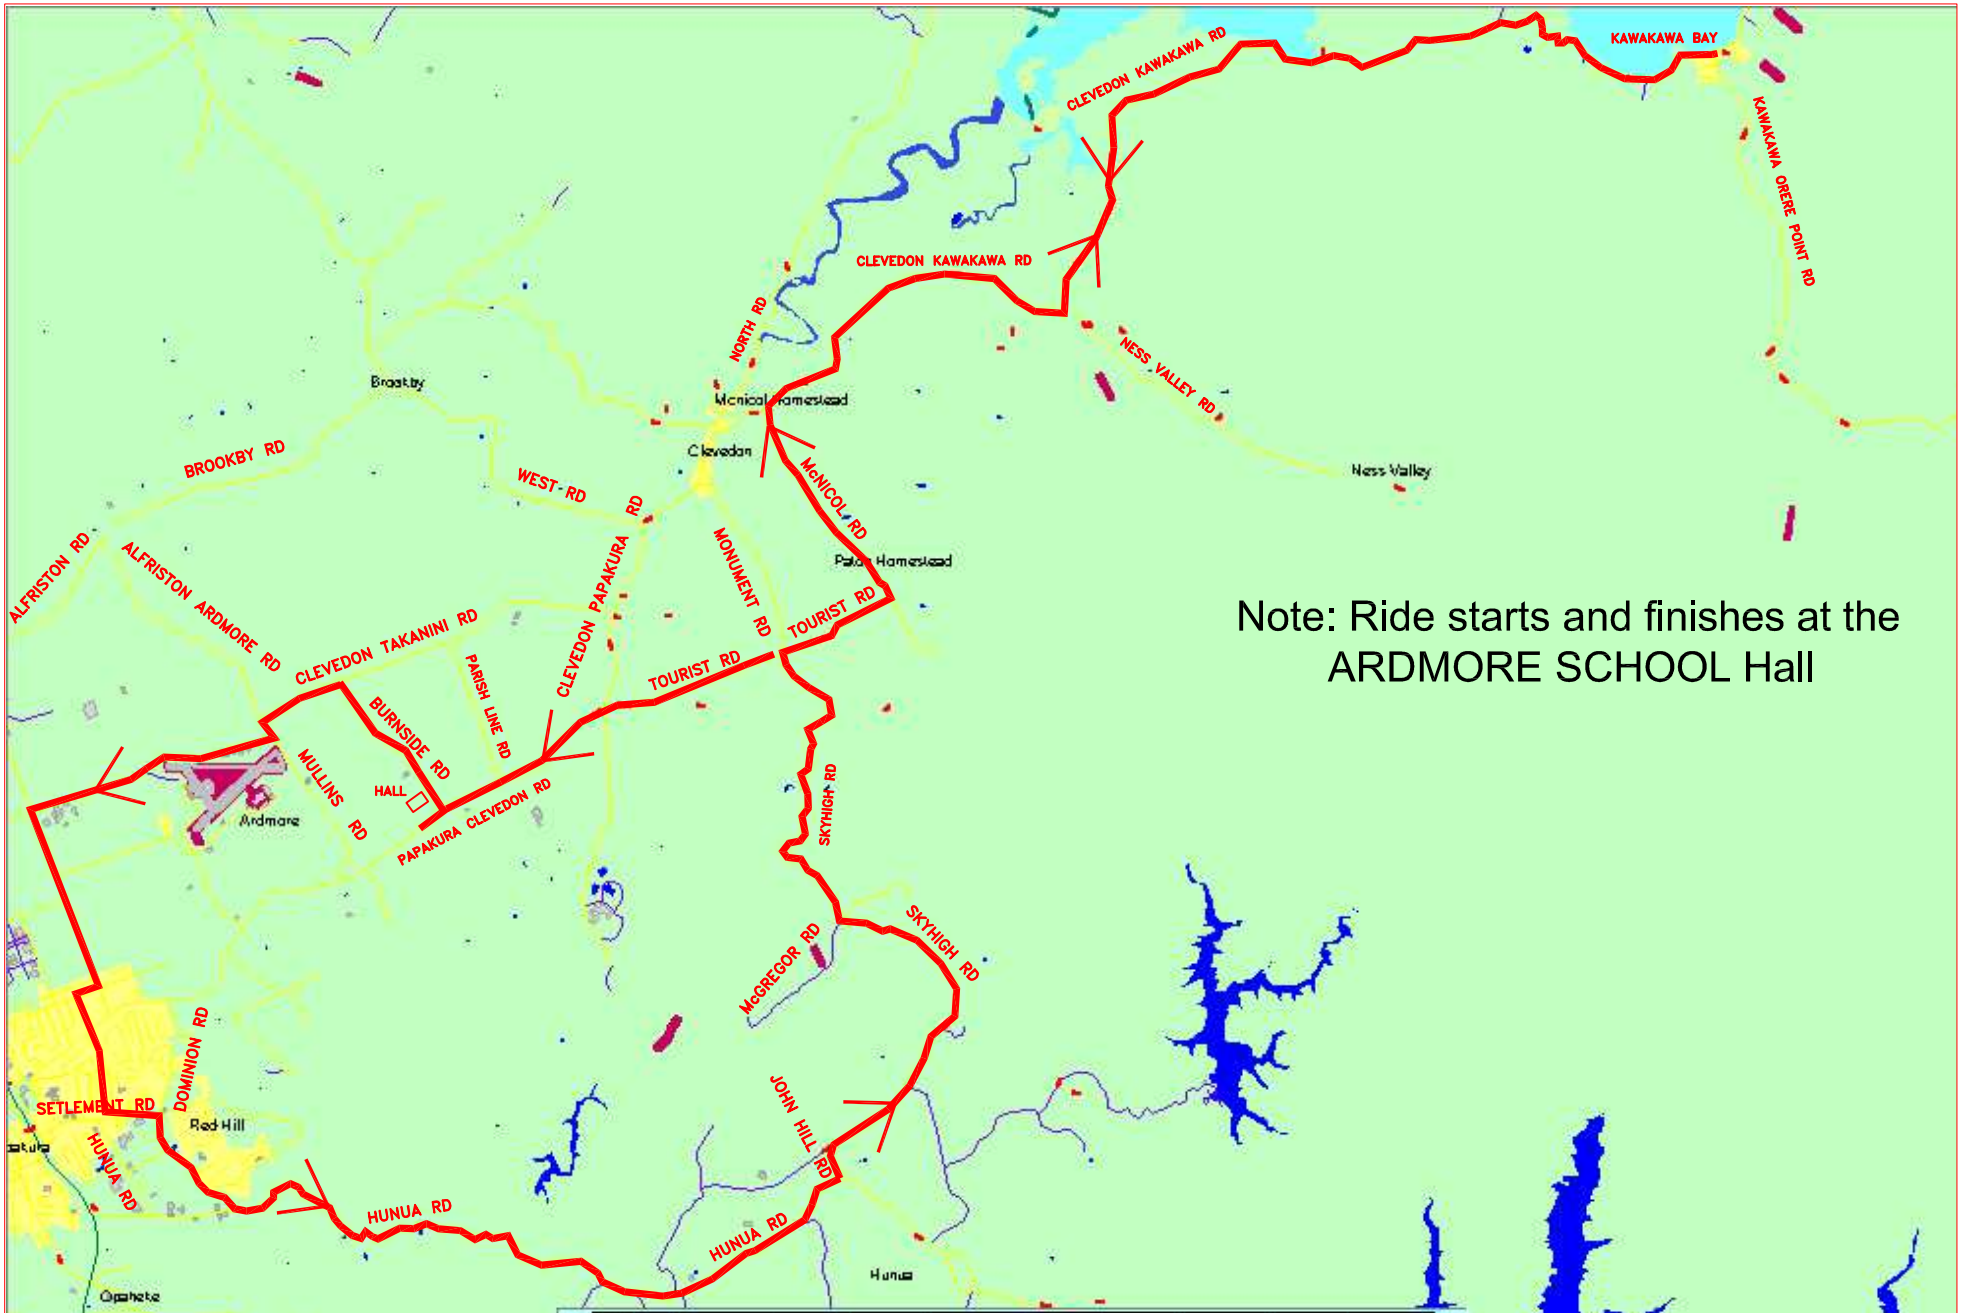 KAWAKAWA BAY
CLEVEDON KAWAKAWA RD
KAWAKAWA ORERE POINT RD
CLEVEDON KAWAKAWA RD
NORTH RD
NESS VALLEY RD
Brookby
Mcnicol Homestead
Clevedon
BROOKBY RD
WEST RD
McNICOL RD
Ness Valley
ALFRISTON RD
ALFRISTON ARDMORE RD
CLEVEDON PAPAKURA RD
MONUMENT RD
Homestead
TOURIST RD
Note: Ride starts and finishes at the
ARDMORE SCHOOL Hall
CLEVEDON TAKANINI RD
PARISH LINE RD
TOURIST RD
BURNSIDE RD
MULLINS RD
HALL
Ardmore
PAPAKURA CLEVEDON RD
SKYHIGH RD
SKYHIGH RD
McGREGOR RD
DOMINION RD
SETLEMENT RD
Red Hill
HUNUA RD
JOHN HILL RD
HUNUA RD
HUNUA RD
Hunua
Opaheke